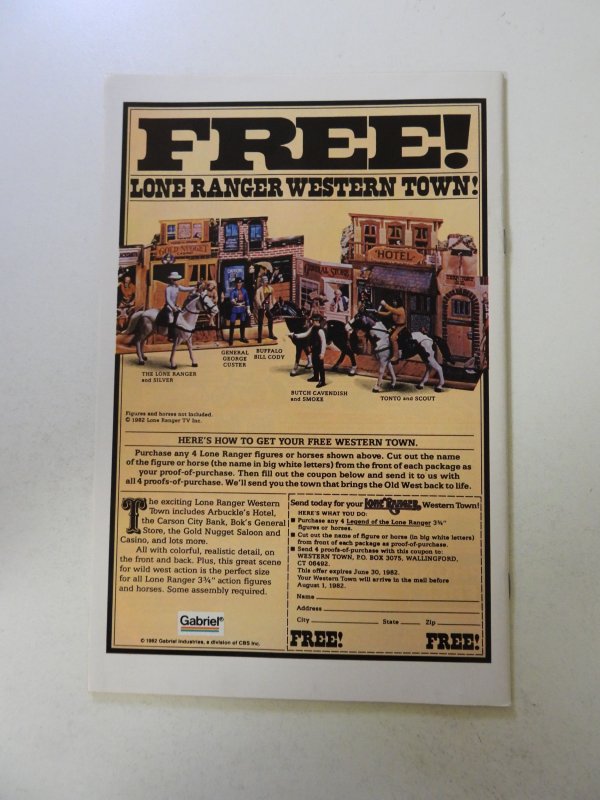 FREE!
LONE RANGER WESTERN TOWN!
GOLD NUGGET
GENERAL STORE
HOTEL
THE LONE RANGER
and SILVER
GENERAL
GEORGE
CUSTER
BUFFALO
BILL CODY
BUTCH CAVENDISH
and SMOKE
TONTO and SCOUT
Figures and horses not included.
© 1982 Lone Ranger TV Inc.
HERE'S HOW TO GET YOUR FREE WESTERN TOWN.
Purchase any 4 Lone Ranger figures or horses shown above. Cut out the name
of the figure or horse (the name in big white letters) from the front of each package as
your proof-of-purchase. Then fill out the coupon below and send it to us with
all 4 proofs-of-purchase. We'll send you the town that brings the Old West back to life.
The exciting Lone Ranger Western
Town includes Arbuckle's Hotel,
the Carson City Bank, Bok's General
Store, the Gold Nugget Saloon and
Casino, and lots more.
All with colorful, realistic detail, on
the front and back. Plus, this great scene
for wild west action is the perfect size
for all Lone Ranger 3¾" action figures
and horses. Some assembly required.
Gabriel®
© 1982 Gabriel Industries, a division of CBS Inc.
Send today for your LONE RANGER Western Town!
HERE'S WHAT YOU DO:
■ Purchase any 4 Legend of the Lone Ranger 3¾"
figures or horses.
■ Cut out the name of figure or horse (in big white letters)
from front of each package as proof-of-purchase.
■ Send 4 proofs-of-purchase with this coupon to:
WESTERN TOWN, P.O. BOX 3075, WALLINGFORD,
CT 06492.
This offer expires June 30, 1982.
Your Western Town will arrive in the mail before
August 1, 1982.
Name
Address
City State Zip
FREE! FREE!